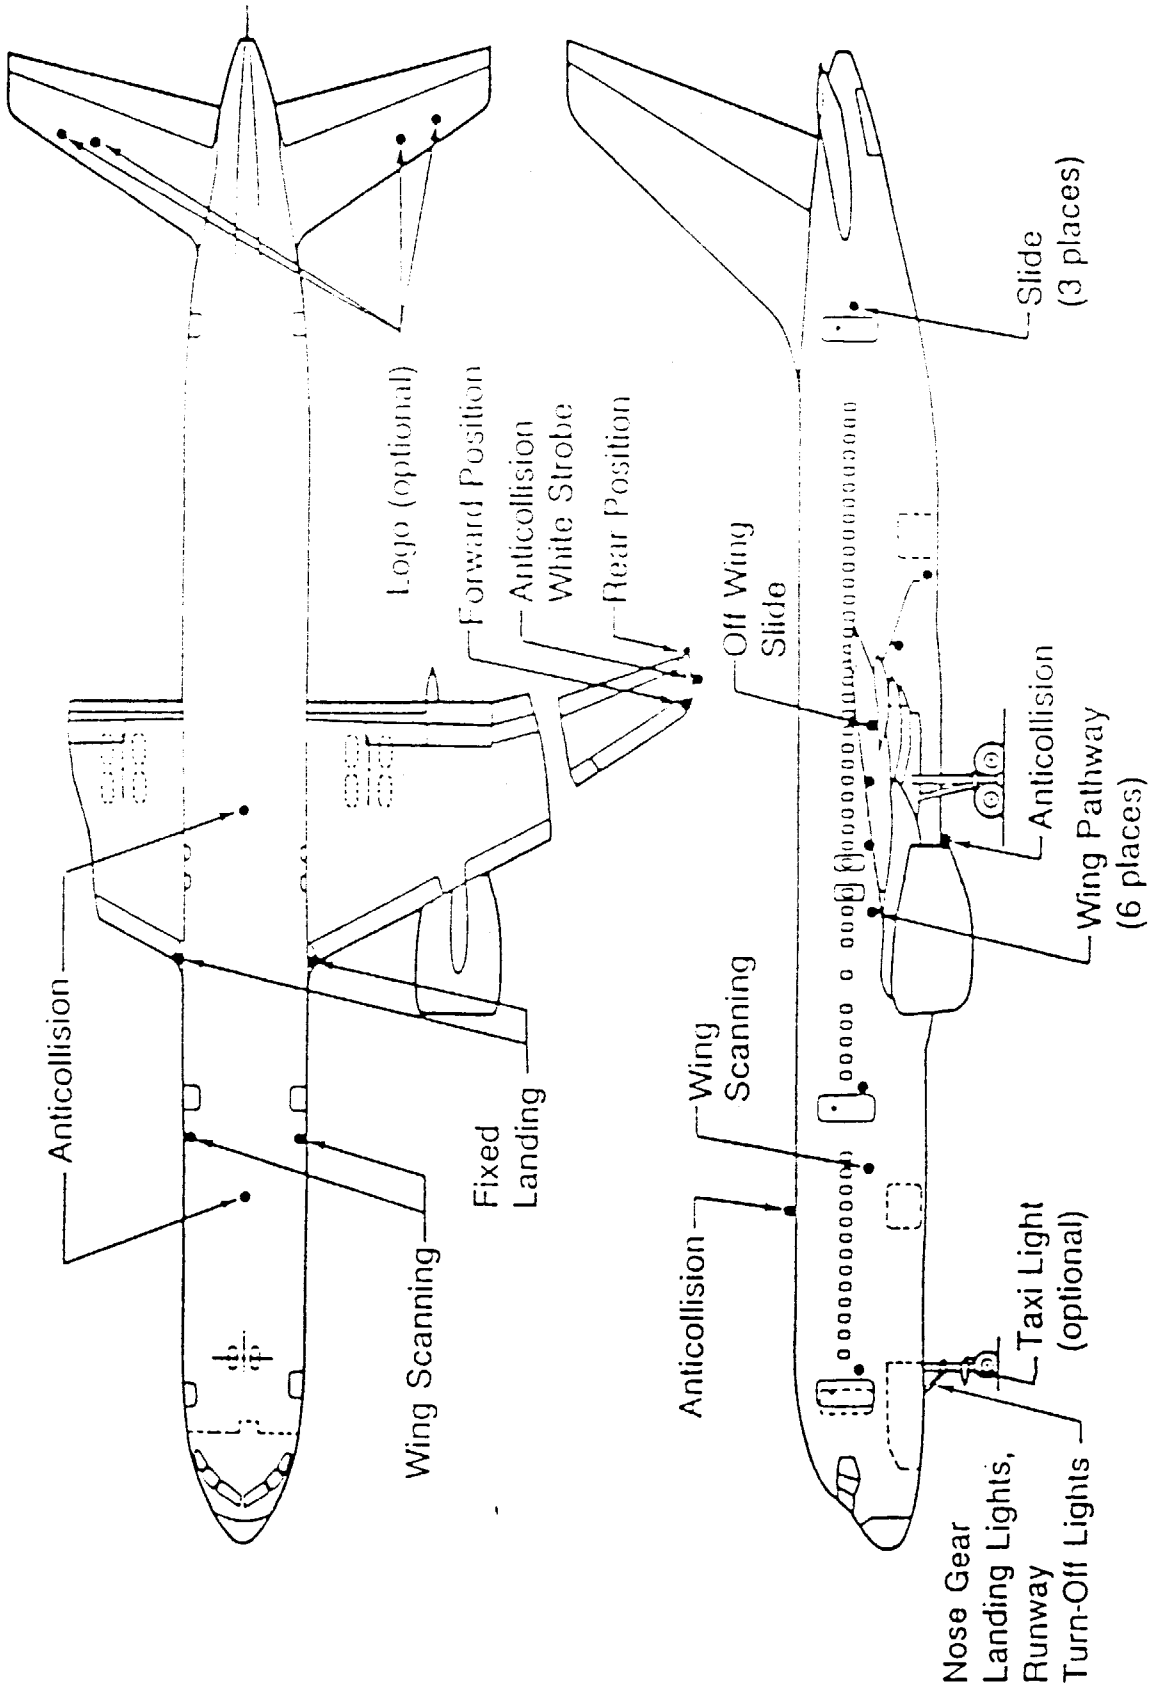 Anticollision
Wing Scanning
Fixed
Landing
Logo (optional)
Forward Position
Anticollision
White Strobe
Rear Position
Anticollision
Wing
Scanning
Off Wing
Slide
Nose Gear
Landing Lights,
Runway
Turn-Off Lights
Taxi Light
(optional)
Wing Pathway
(6 places)
Anticollision
Slide
(3 places)